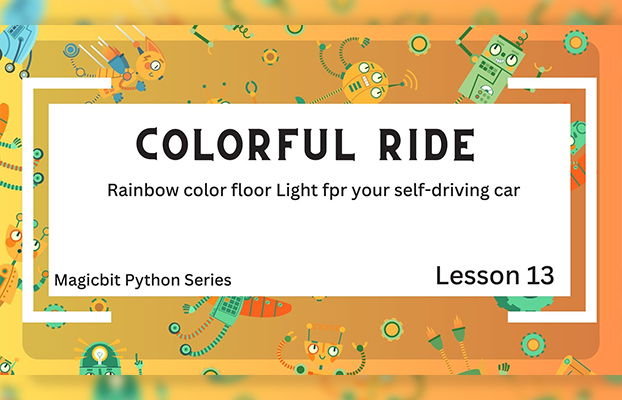 COLORFUL RIDE
Rainbow color floor Light fpr your self-driving car
Magicbit Python Series
Lesson 13